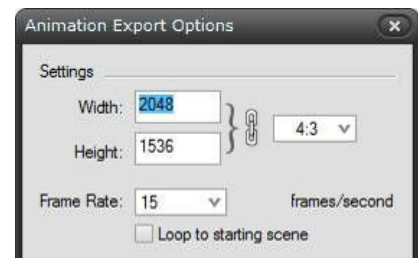 Animation Export Options
Settings
Width: 2048
Height: 1536
4:3
Frame Rate: 15 frames/second
Loop to starting scene